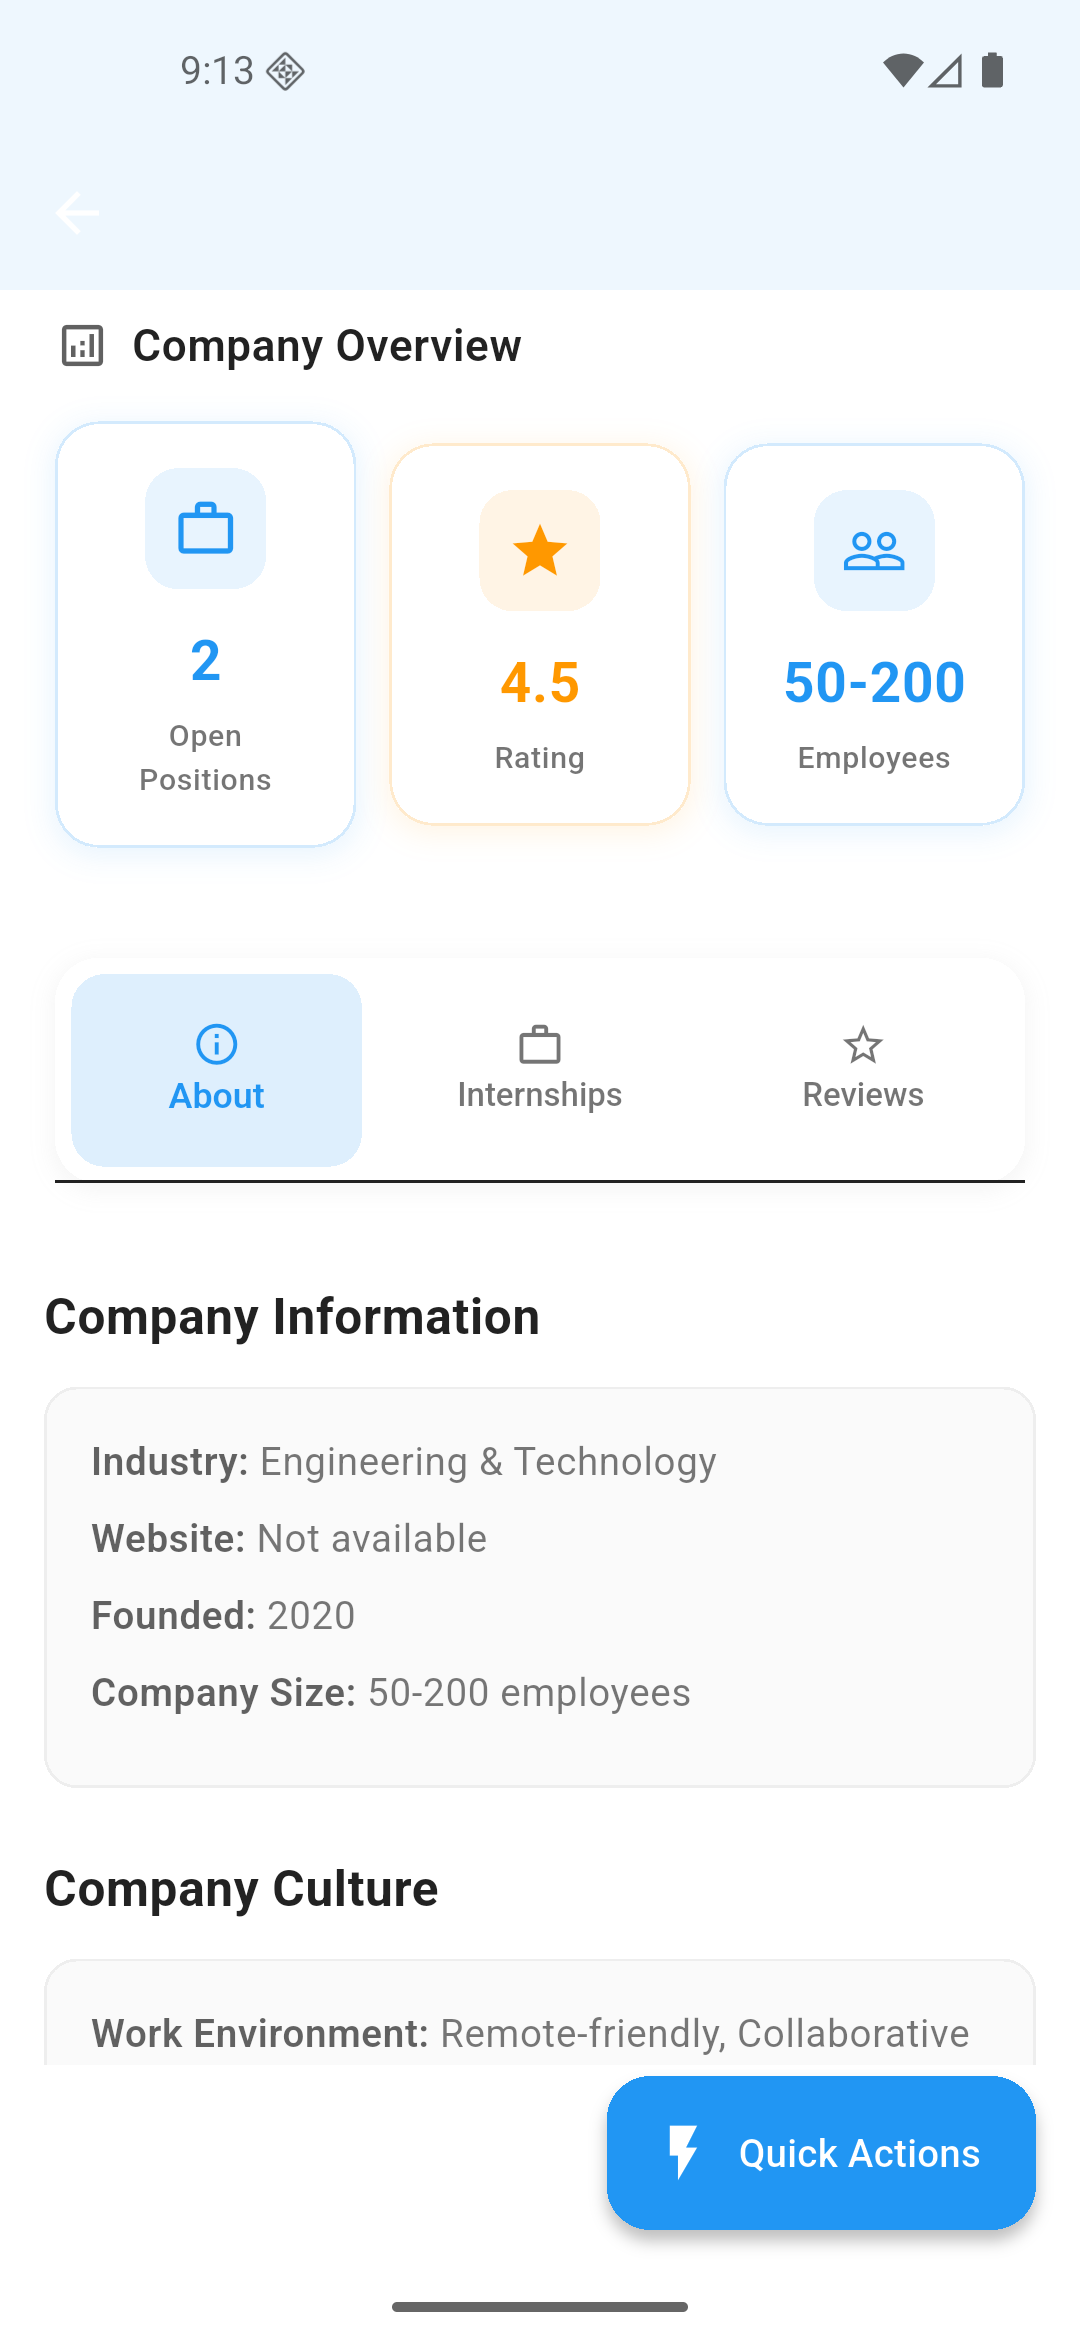 9:13
Company Overview
2
Open
Positions
4.5
Rating
50-200
Employees
About
Internships
Reviews
Company Information
Industry: Engineering & Technology
Website: Not available
Founded: 2020
Company Size: 50-200 employees
Company Culture
Work Environment: Remote-friendly, Collaborative
Quick Actions